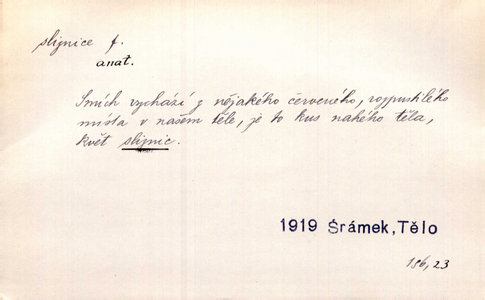 sliznice f.
anat.
Smích vychází z nějakého červeného, rozpustilého
místa v našem těle, je to kus nahého těla,
květ sliznic.
1919 Šrámek, Tělo
186,23